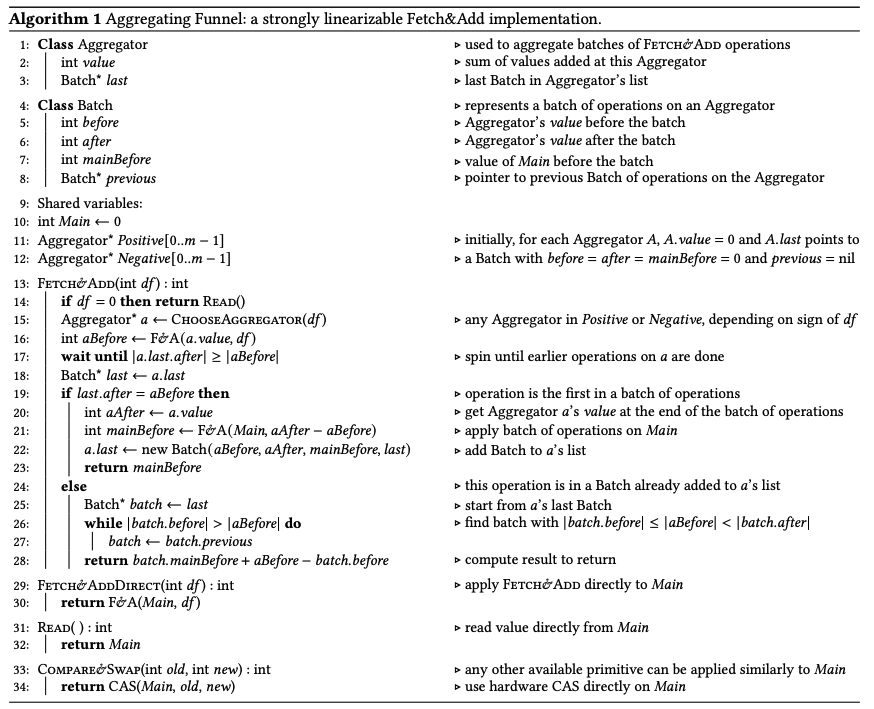 Algorithm 1 Aggregating Funnel: a strongly linearizable Fetch&Add implementation.
1: Class Aggregator ▹ used to aggregate batches of Fetch&Add operations
2: int value ▹ sum of values added at this Aggregator
3: Batch* last ▹ last Batch in Aggregator's list
4: Class Batch ▹ represents a batch of operations on an Aggregator
5: int before ▹ Aggregator's value before the batch
6: int after ▹ Aggregator's value after the batch
7: int mainBefore ▹ value of Main before the batch
8: Batch* previous ▹ pointer to previous Batch of operations on the Aggregator
9: Shared variables:
10: int Main ← 0
11: Aggregator* Positive[0..m − 1] ▹ initially, for each Aggregator A, A.value = 0 and A.last points to
12: Aggregator* Negative[0..m − 1] ▹ a Batch with before = after = mainBefore = 0 and previous = nil
13: Fetch&Add(int df) : int
14: if df = 0 then return Read()
15: Aggregator* a ← ChooseAggregator(df) ▹ any Aggregator in Positive or Negative, depending on sign of df
16: int aBefore ← F&A(a.value, df)
17: wait until |a.last.after| ≥ |aBefore| ▹ spin until earlier operations on a are done
18: Batch* last ← a.last
19: if last.after = aBefore then ▹ operation is the first in a batch of operations
20: int aAfter ← a.value ▹ get Aggregator a's value at the end of the batch of operations
21: int mainBefore ← F&A(Main, aAfter − aBefore) ▹ apply batch of operations on Main
22: a.last ← new Batch(aBefore, aAfter, mainBefore, last) ▹ add Batch to a's list
23: return mainBefore
24: else ▹ this operation is in a Batch already added to a's list
25: Batch* batch ← last ▹ start from a's last Batch
26: while |batch.before| > |aBefore| do ▹ find batch with |batch.before| ≤ |aBefore| < |batch.after|
27: batch ← batch.previous
28: return batch.mainBefore + aBefore − batch.before ▹ compute result to return
29: Fetch&AddDirect(int df) : int ▹ apply Fetch&Add directly to Main
30: return F&A(Main, df)
31: Read( ) : int ▹ read value directly from Main
32: return Main
33: Compare&Swap(int old, int new) : int ▹ any other available primitive can be applied similarly to Main
34: return CAS(Main, old, new) ▹ use hardware CAS directly on Main